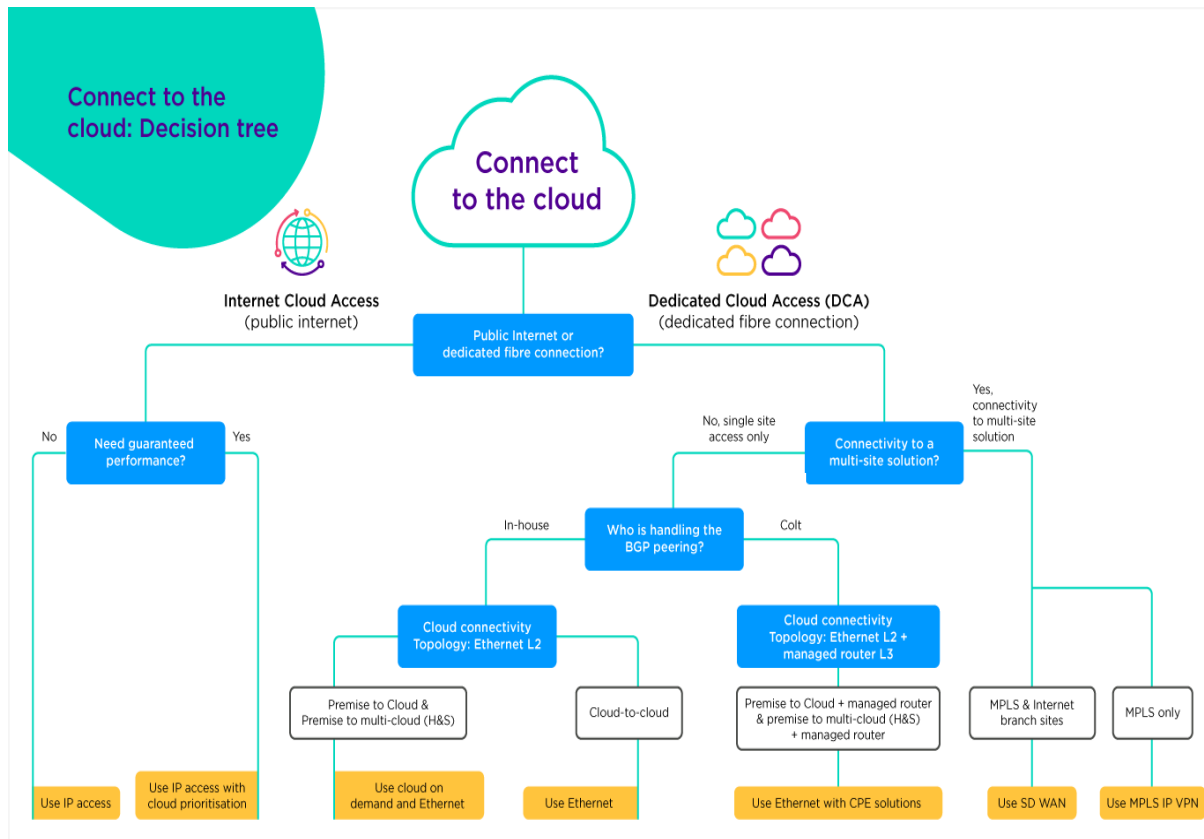 Connect to the
cloud: Decision tree
Connect
to the cloud
Internet Cloud Access
(public internet)
Dedicated Cloud Access (DCA)
(dedicated fibre connection)
Public Internet or
dedicated fibre connection?
No
Need guaranteed
performance?
Yes
No, single site
access only
Connectivity to a
multi-site solution?
Yes,
connectivity
to multi-site
solution
In-house
Who is handling the
BGP peering?
Colt
Cloud connectivity
Topology: Ethernet L2
Cloud connectivity
Topology: Ethernet L2 +
managed router L3
Premise to Cloud &
Premise to multi-cloud (H&S)
Cloud-to-cloud
Premise to Cloud + managed router
& premise to multi-cloud (H&S)
+ managed router
MPLS & Internet
branch sites
MPLS only
Use IP access
Use IP access with
cloud prioritisation
Use cloud on
demand and Ethernet
Use Ethernet
Use Ethernet with CPE solutions
Use SD WAN
Use MPLS IP VPN